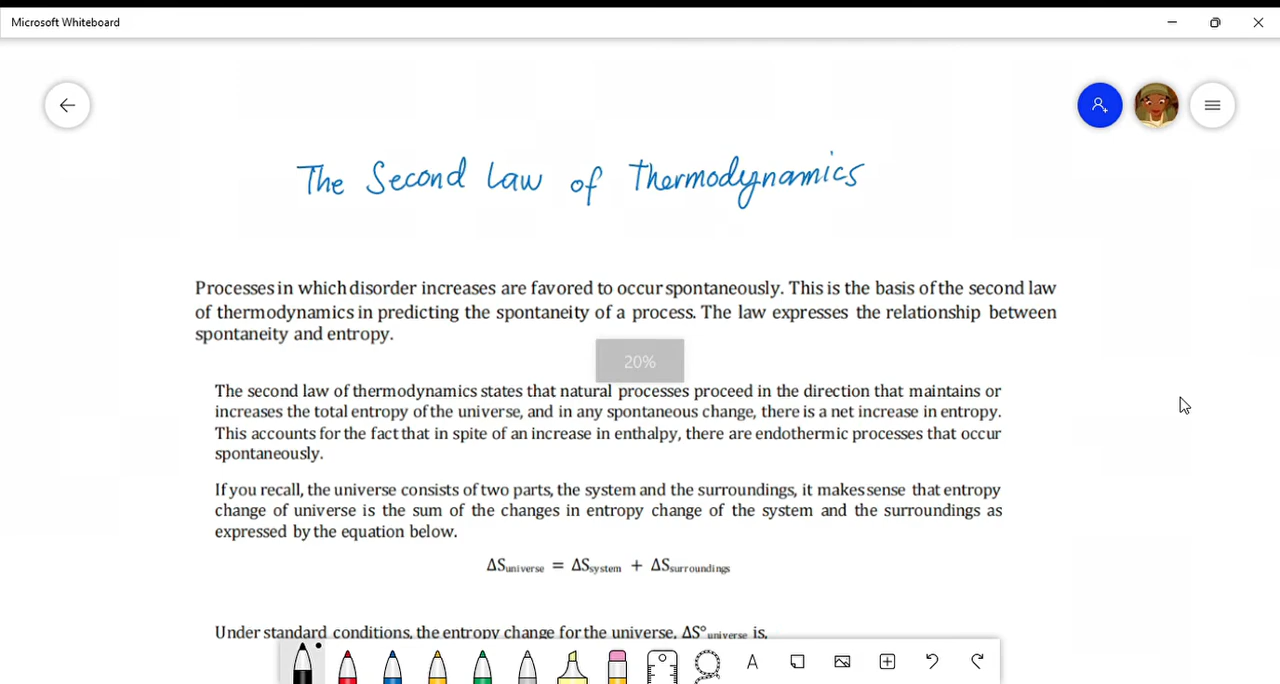 Microsoft Whiteboard
The Second Law of Thermodynamics
Processes in which disorder increases are favored to occur spontaneously. This is the basis of the second law
of thermodynamics in predicting the spontaneity of a process. The law expresses the relationship between
spontaneity and entropy.
20%
The second law of thermodynamics states that natural processes proceed in the direction that maintains or
increases the total entropy of the universe, and in any spontaneous change, there is a net increase in entropy.
This accounts for the fact that in spite of an increase in enthalpy, there are endothermic processes that occur
spontaneously.
If you recall, the universe consists of two parts, the system and the surroundings, it makes sense that entropy
change of universe is the sum of the changes in entropy change of the system and the surroundings as
expressed by the equation below.
ΔSuniverse = ΔSsystem + ΔSsurroundings
Under standard conditions, the entropy change for the universe, ΔS°universe is,
A